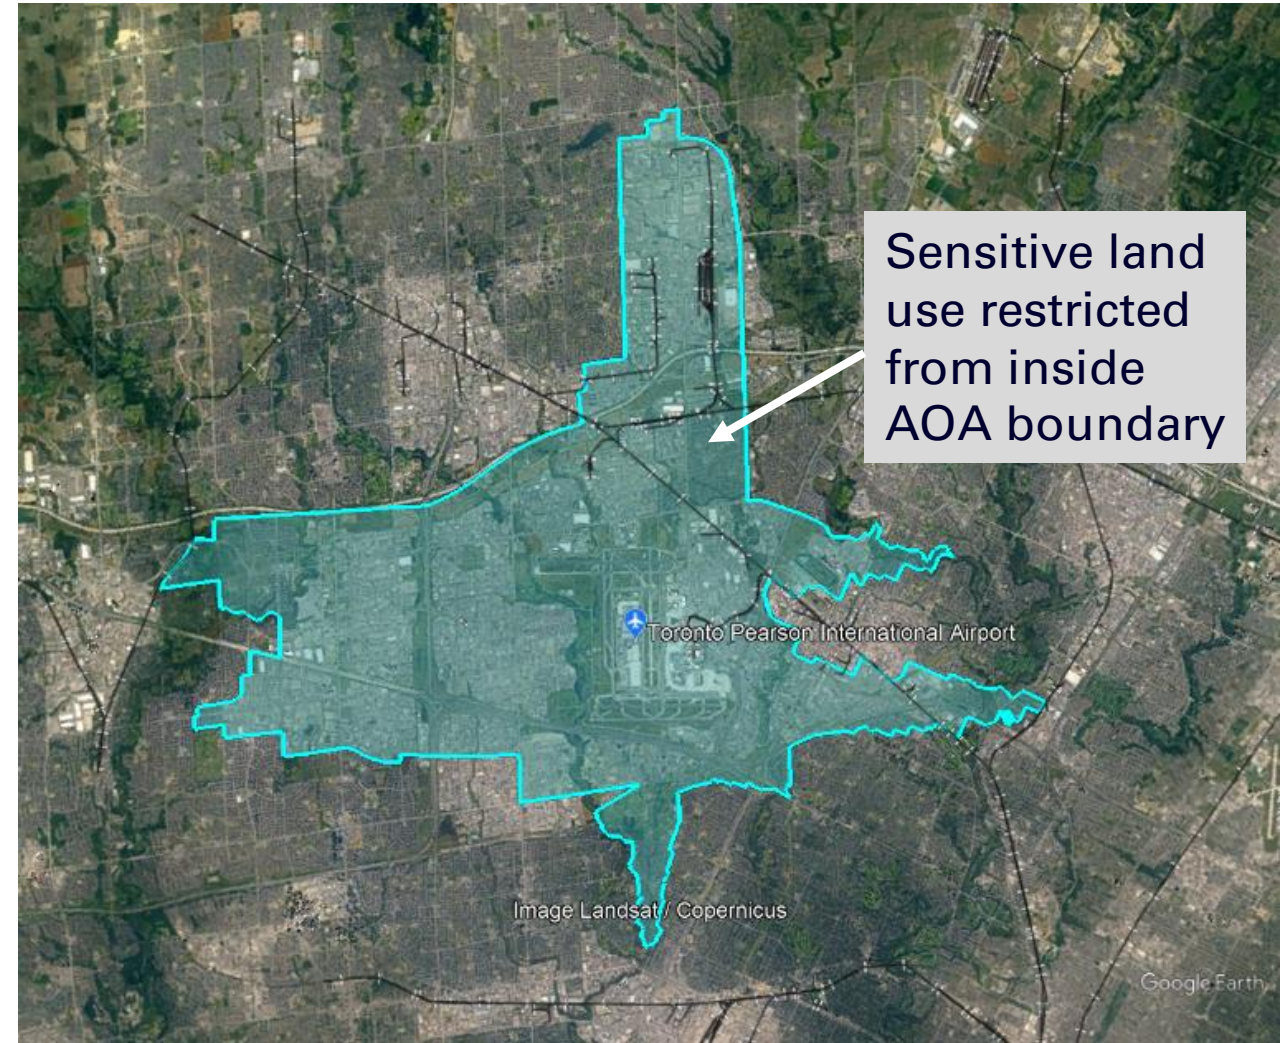 Sensitive land
use restricted
from inside
AOA boundary
Toronto Pearson International Airport
Image Landsat / Copernicus
Google Earth